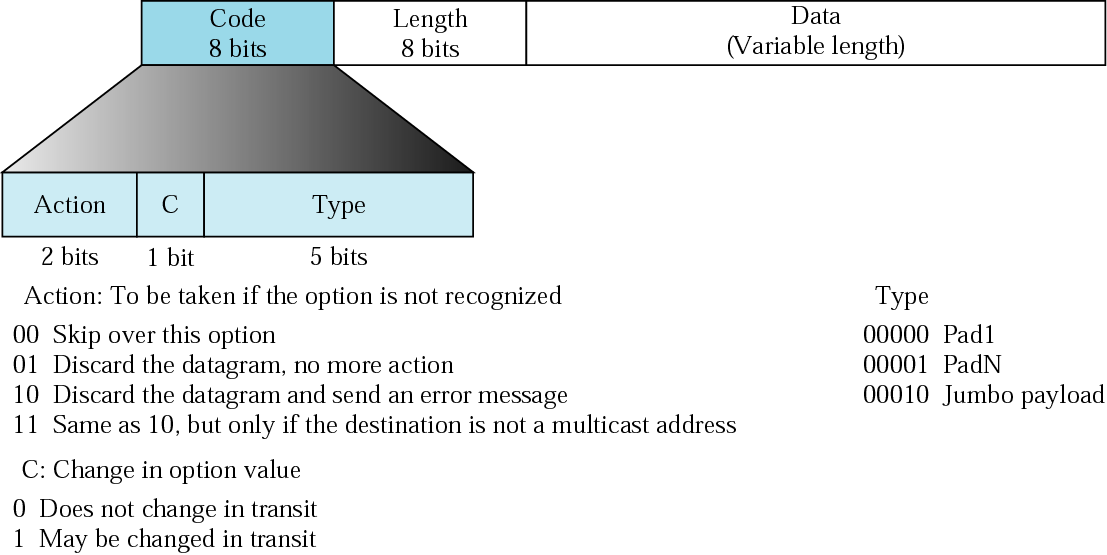 Code Length Data
8 bits 8 bits (Variable length)
Action C Type
2 bits 1 bit 5 bits
Action: To be taken if the option is not recognized
00 Skip over this option
01 Discard the datagram, no more action
10 Discard the datagram and send an error message
11 Same as 10, but only if the destination is not a multicast address
C: Change in option value
0 Does not change in transit
1 May be changed in transit
Type
00000 Pad1
00001 PadN
00010 Jumbo payload